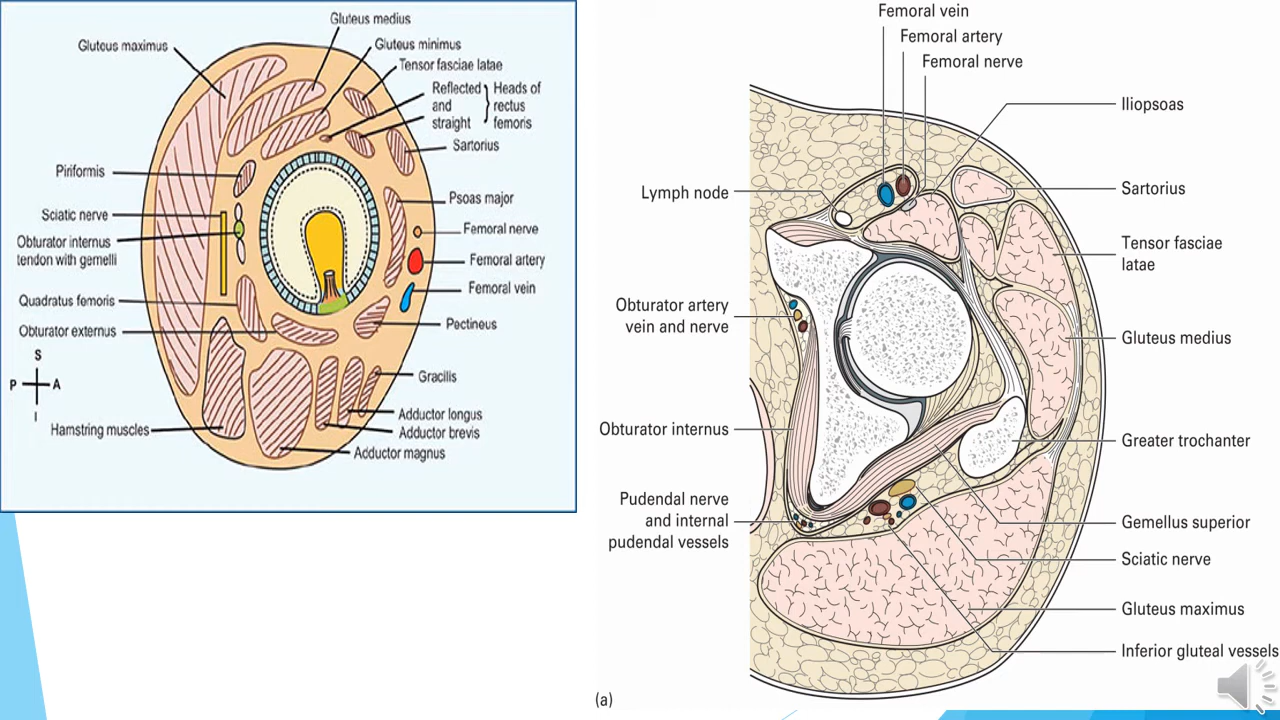 Gluteus medius
Gluteus maximus
Gluteus minimus
Tensor fasciae latae
Reflected
and
straight
Heads of
rectus
femoris
Sartorius
Piriformis
Psoas major
Sciatic nerve
Femoral nerve
Obturator internus
tendon with gemelli
Femoral artery
Femoral vein
Quadratus femoris
Pectineus
Obturator externus
S
P
A
I
Gracilis
Adductor longus
Hamstring muscles
Adductor brevis
Adductor magnus
Femoral vein
Femoral artery
Femoral nerve
Iliopsoas
Lymph node
Sartorius
Tensor fasciae
latae
Obturator artery
vein and nerve
Gluteus medius
Obturator internus
Greater trochanter
Pudendal nerve
and internal
pudendal vessels
Gemellus superior
Sciatic nerve
Gluteus maximus
Inferior gluteal vessels
(a)